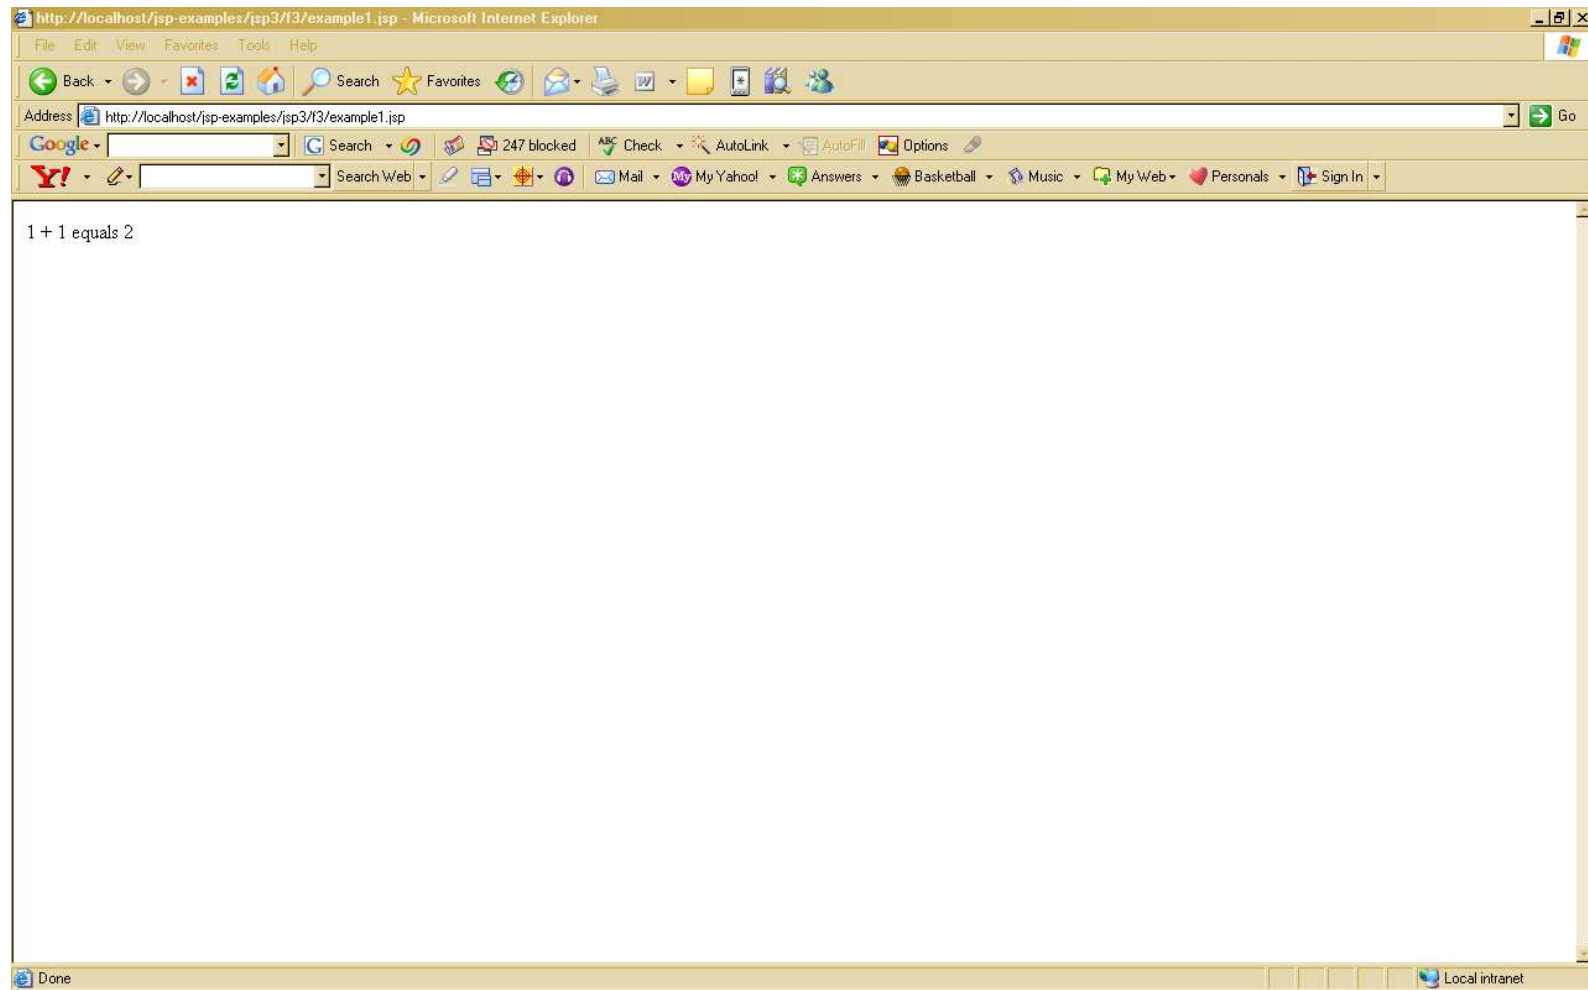 http://localhost/jsp-examples/jsp3/f3/example1.jsp - Microsoft Internet Explorer
File Edit View Favorites Tools Help
Back Search Favorites
Address http://localhost/jsp-examples/jsp3/f3/example1.jsp Go
Google Search 247 blocked ABC Check AutoLink AutoFill Options
Y! Search Web Mail My My Yahoo! Answers Basketball Music My Web Personals Sign In
1 + 1 equals 2
Done Local intranet